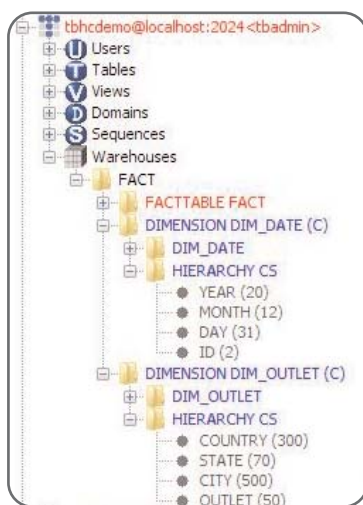 tbhcdemo@localhost:2024<tbadmin>
U Users
T Tables
V Views
D Domains
S Sequences
Warehouses
FACT
FACTTABLE FACT
DIMENSION DIM_DATE (C)
DIM_DATE
HIERARCHY CS
YEAR (20)
MONTH (12)
DAY (31)
ID (2)
DIMENSION DIM_OUTLET (C)
DIM_OUTLET
HIERARCHY CS
COUNTRY (300)
STATE (70)
CITY (500)
OUTLET (50)